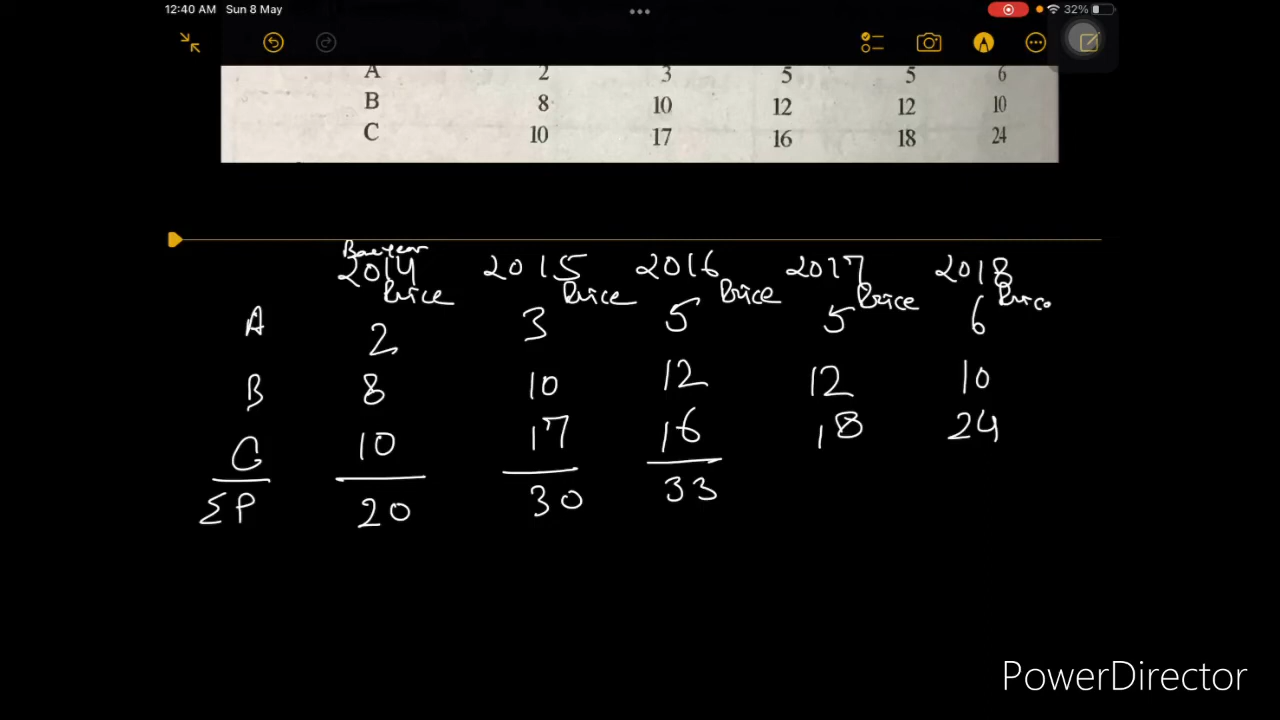 12:40 AM Sun 8 May 32%
A 2 3 5 5 6
B 8 10 12 12 10
C 10 17 16 18 24
Base year
2014 2015 2016 2017 2018
Price Price Price Price Price
A 2 3 5 5 6
B 8 10 12 12 10
C 10 17 16 18 24
ΣP 20 30 33
PowerDirector